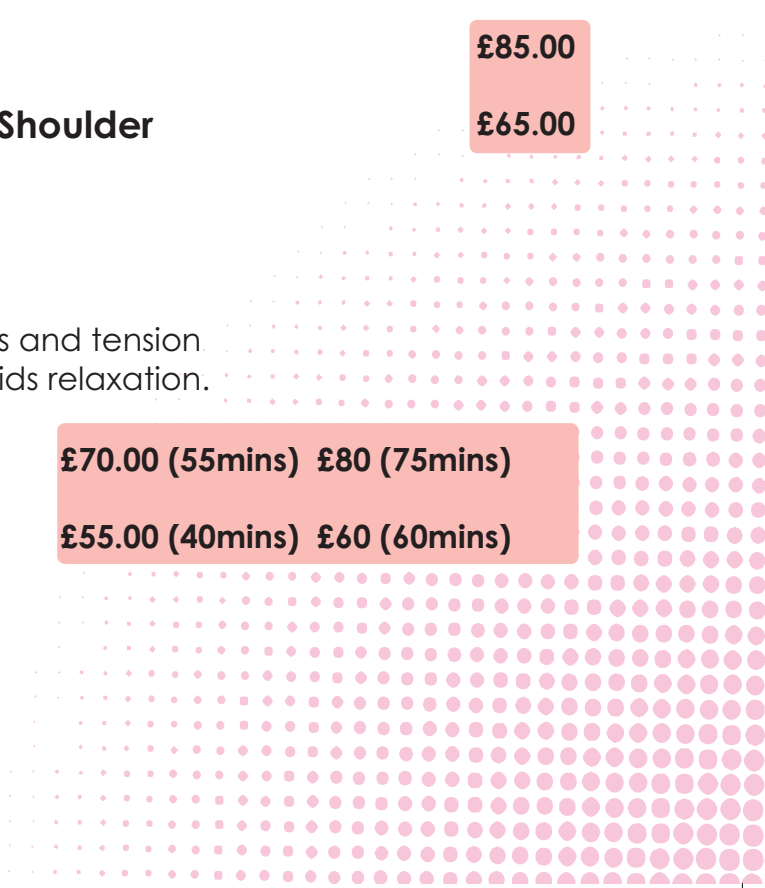 £85.00
Shoulder £65.00
s and tension
ids relaxation.
£70.00 (55mins) £80 (75mins)
£55.00 (40mins) £60 (60mins)